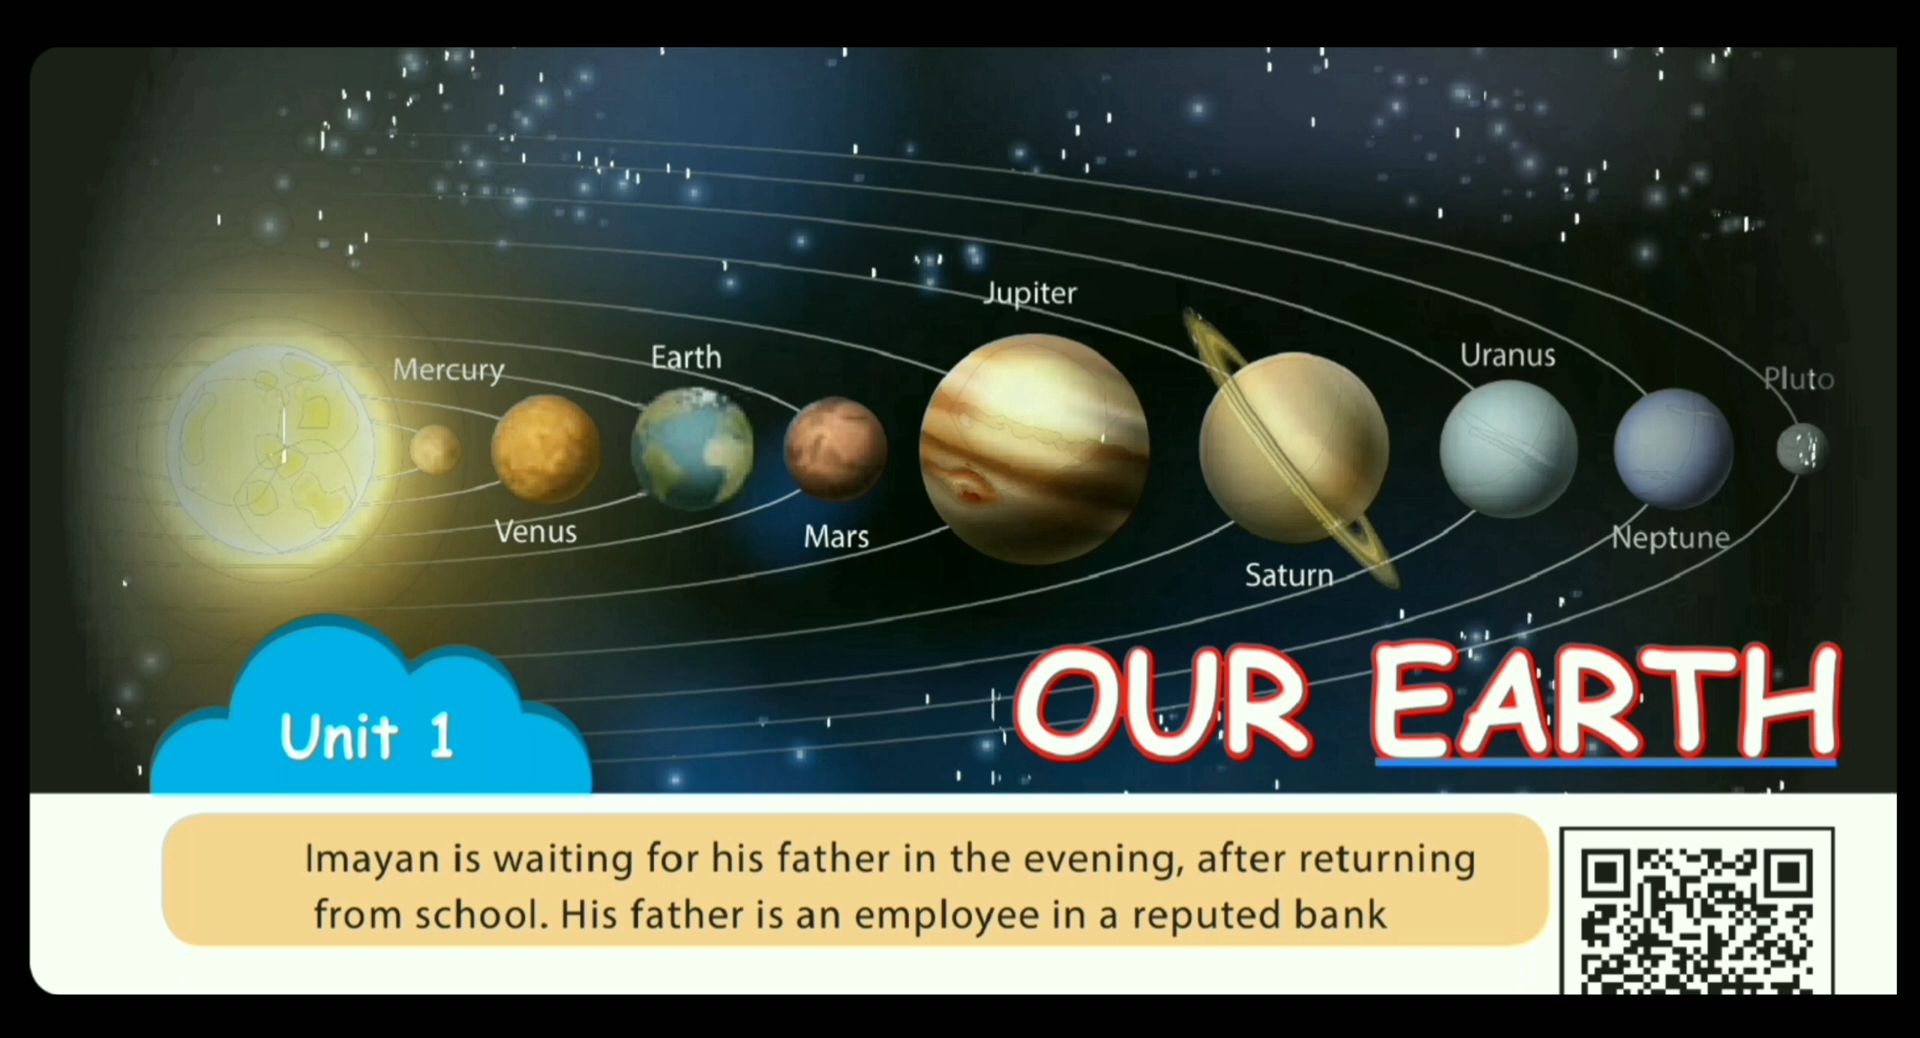 Jupiter
Mercury
Earth
Uranus
Pluto
Venus
Mars
Saturn
Neptune
Unit 1
OUR EARTH
Imayan is waiting for his father in the evening, after returning
from school. His father is an employee in a reputed bank